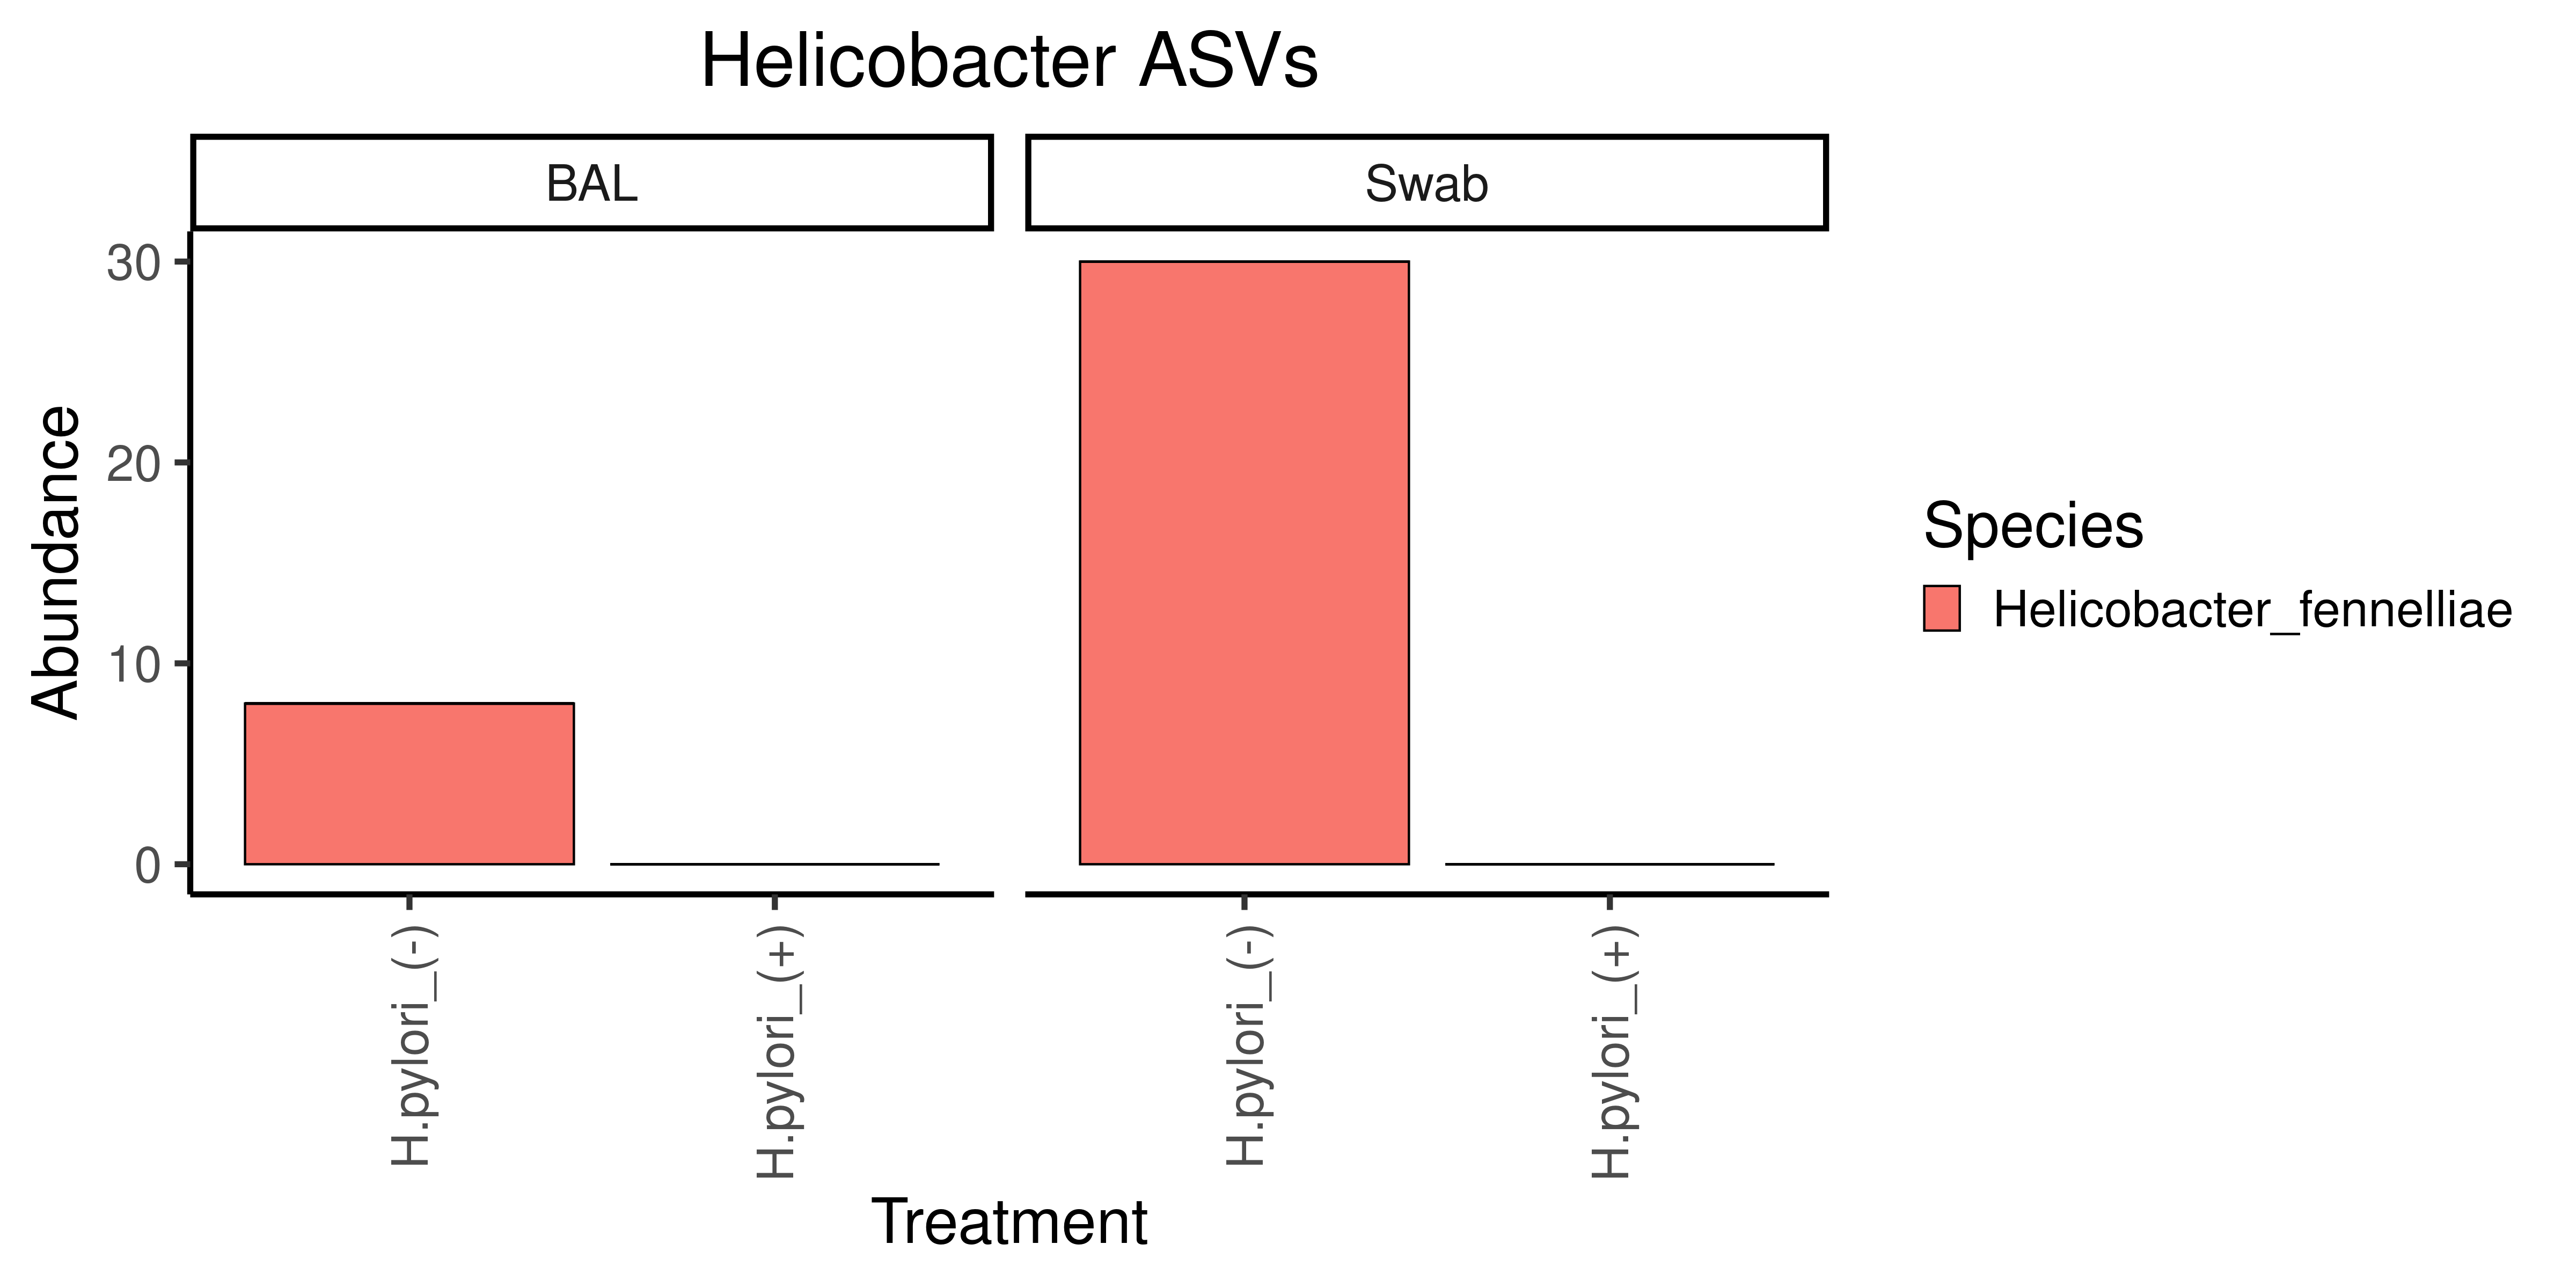 Helicobacter ASVs
BAL
Swab
Abundance
30
20
10
0
H.pylori_(-)
H.pylori_(+)
H.pylori_(-)
H.pylori_(+)
Treatment
Species
Helicobacter_fennelliae